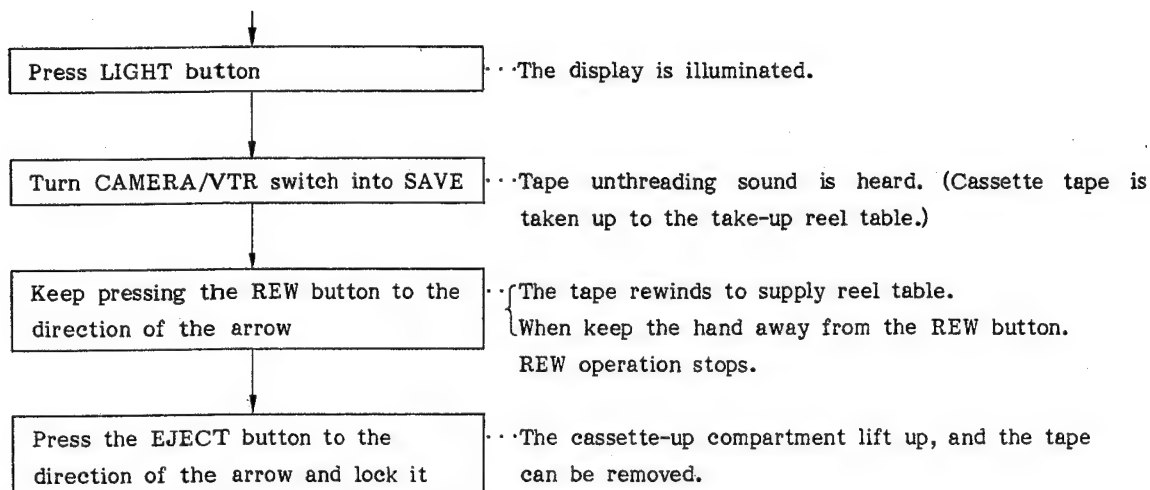 Press LIGHT button
···The display is illuminated.
Turn CAMERA/VTR switch into SAVE
···Tape unthreading sound is heard. (Cassette tape is
taken up to the take-up reel table.)
Keep pressing the REW button to the
direction of the arrow
··The tape rewinds to supply reel table.
When keep the hand away from the REW button.
REW operation stops.
Press the EJECT button to the
direction of the arrow and lock it
···The cassette-up compartment lift up, and the tape
can be removed.